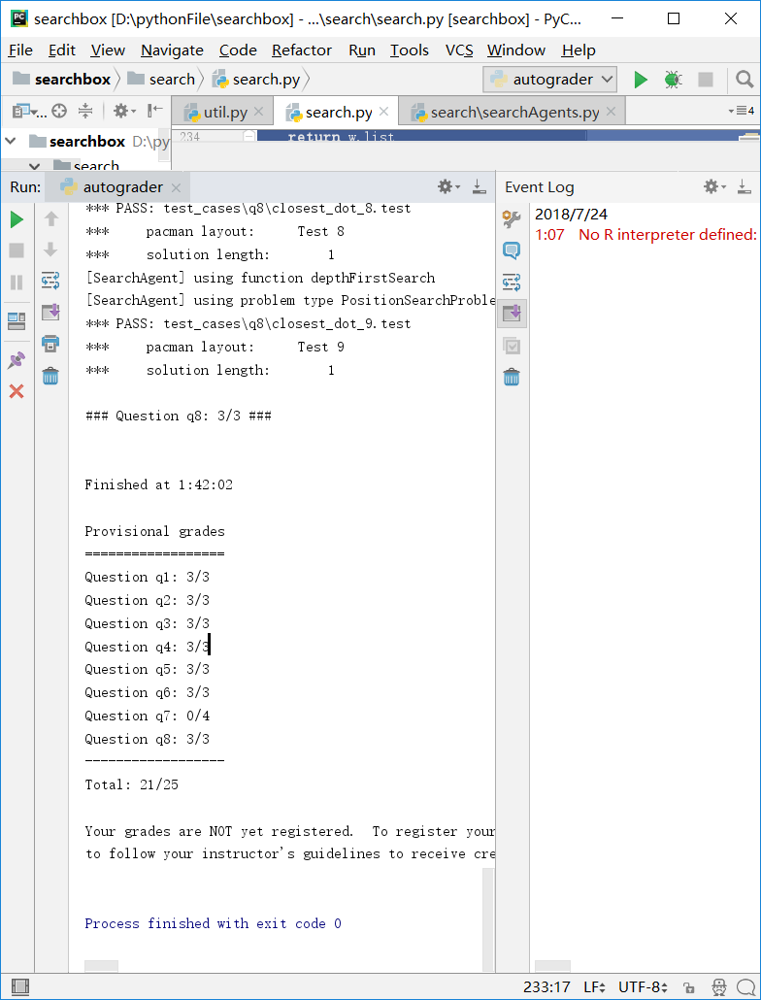 searchbox [D:\pythonFile\searchbox] - ...\search\search.py [searchbox] - PyC...
File Edit View Navigate Code Refactor Run Tools VCS Window Help
searchbox search search.py autograder
util.py search.py search\searchAgents.py 4
searchbox D:\py
234 return w.list
search
Run: autograder
*** PASS: test_cases\q8\closest_dot_8.test
*** pacman layout: Test 8
*** solution length: 1
[SearchAgent] using function depthFirstSearch
[SearchAgent] using problem type PositionSearchProble
*** PASS: test_cases\q8\closest_dot_9.test
*** pacman layout: Test 9
*** solution length: 1
### Question q8: 3/3 ###
Finished at 1:42:02
Provisional grades
==================
Question q1: 3/3
Question q2: 3/3
Question q3: 3/3
Question q4: 3/3
Question q5: 3/3
Question q6: 3/3
Question q7: 0/4
Question q8: 3/3
------------------
Total: 21/25
Your grades are NOT yet registered. To register your
to follow your instructor's guidelines to receive cre
Process finished with exit code 0
Event Log
2018/7/24
1:07 No R interpreter defined:
233:17 LF UTF-8